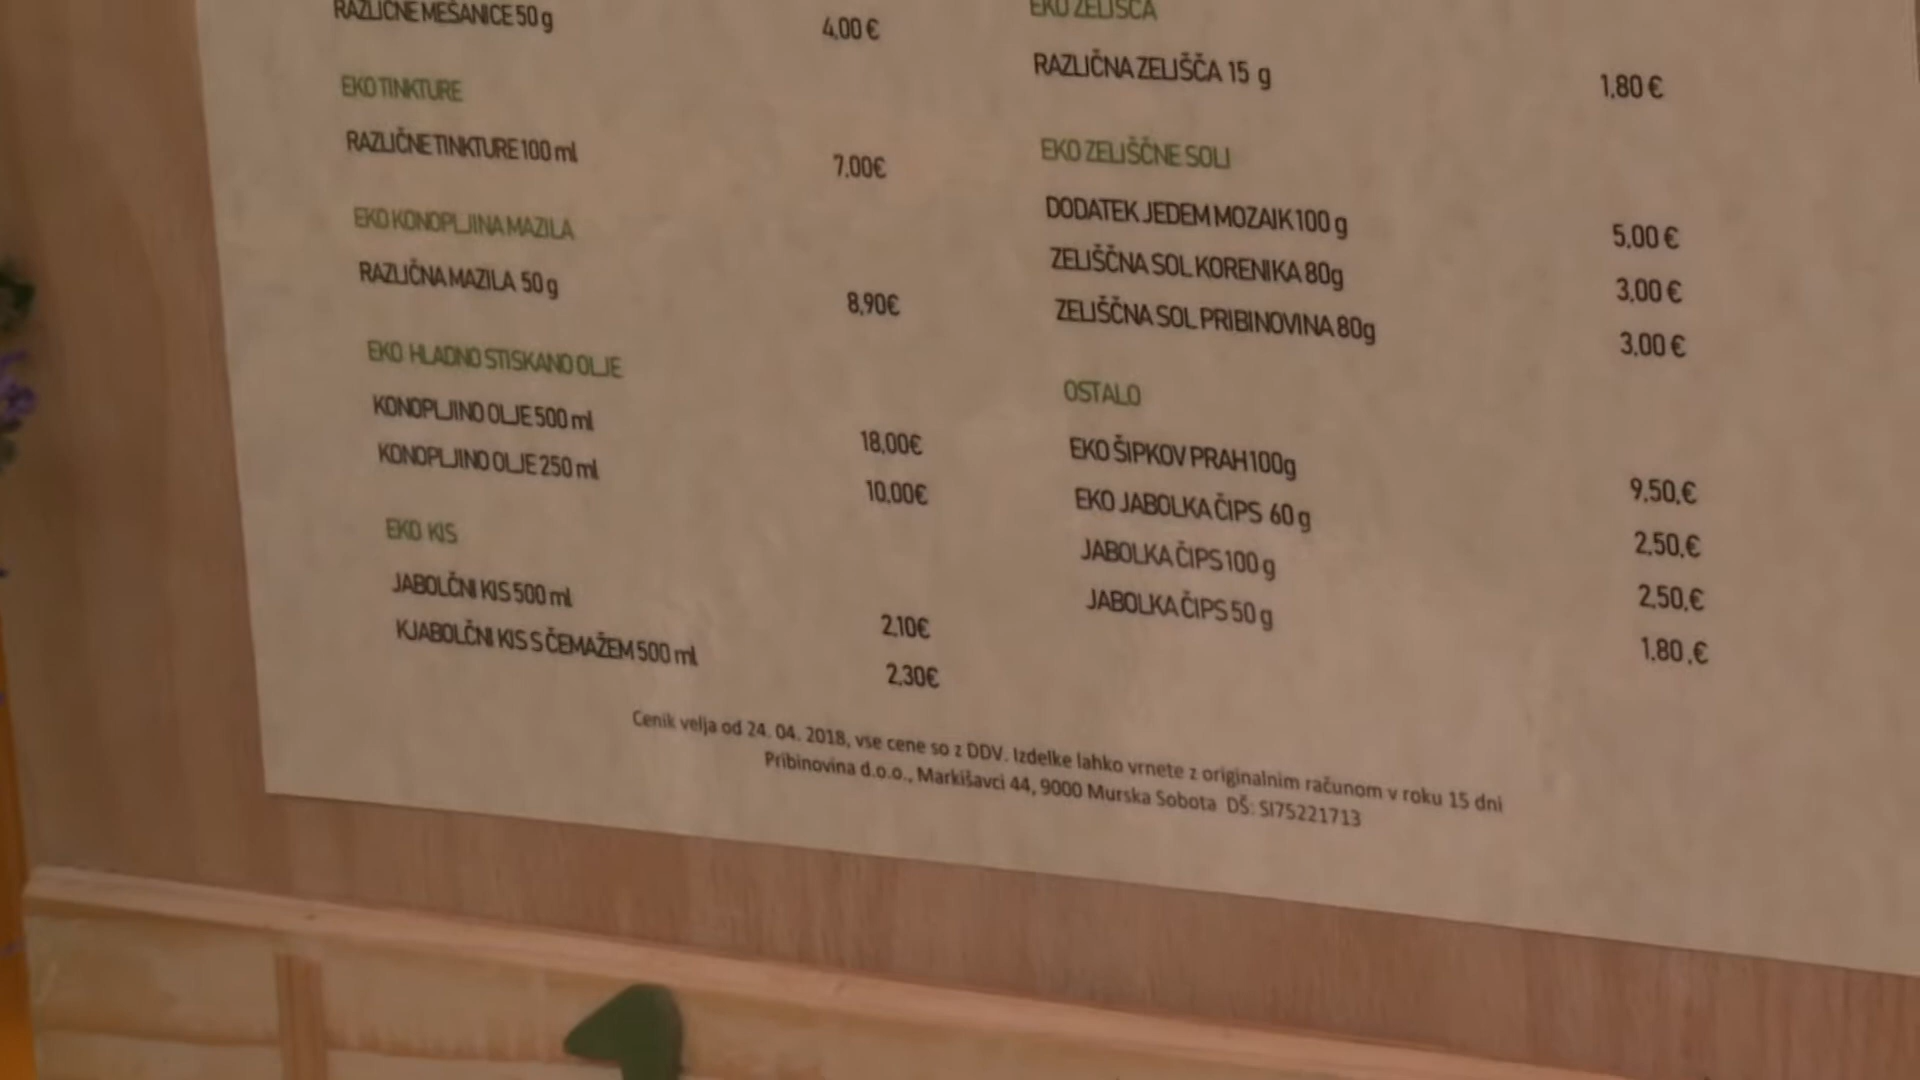 RAZLIČNE MEŠANICE 50 g 4,00 €
EKO TINKTURE
RAZLIČNE TINKTURE 100 ml 7,00€
EKO KONOPLJINA MAZILA
RAZLIČNA MAZILA 50 g 8,90€
EKO HLADNO STISKANO OLJE
KONOPLJINO OLJE 500 ml 18,00€
KONOPLJINO OLJE 250 ml 10,00€
EKO KIS
JABOLČNI KIS 500 ml 2,10€
KJABOLČNI KIS S ČEMAŽEM 500 ml 2,30€
EKO ZELIŠČA
RAZLIČNA ZELIŠČA 15 g 1,80 €
EKO ZELIŠČNE SOLI
DODATEK JEDEM MOZAIK 100 g 5,00 €
ZELIŠČNA SOL KORENIKA 80g 3,00 €
ZELIŠČNA SOL PRIBINOVINA 80g 3,00 €
OSTALO
EKO ŠIPKOV PRAH 100g 9,50,€
EKO JABOLKA ČIPS 60 g 2,50,€
JABOLKA ČIPS 100 g 2,50,€
JABOLKA ČIPS 50 g 1,80 ,€
Cenik velja od 24. 04. 2018, vse cene so z DDV. Izdelke lahko vrnete z originalnim računom v roku 15 dni
Pribinovina d.o.o., Markišavci 44, 9000 Murska Sobota DŠ: SI75221713